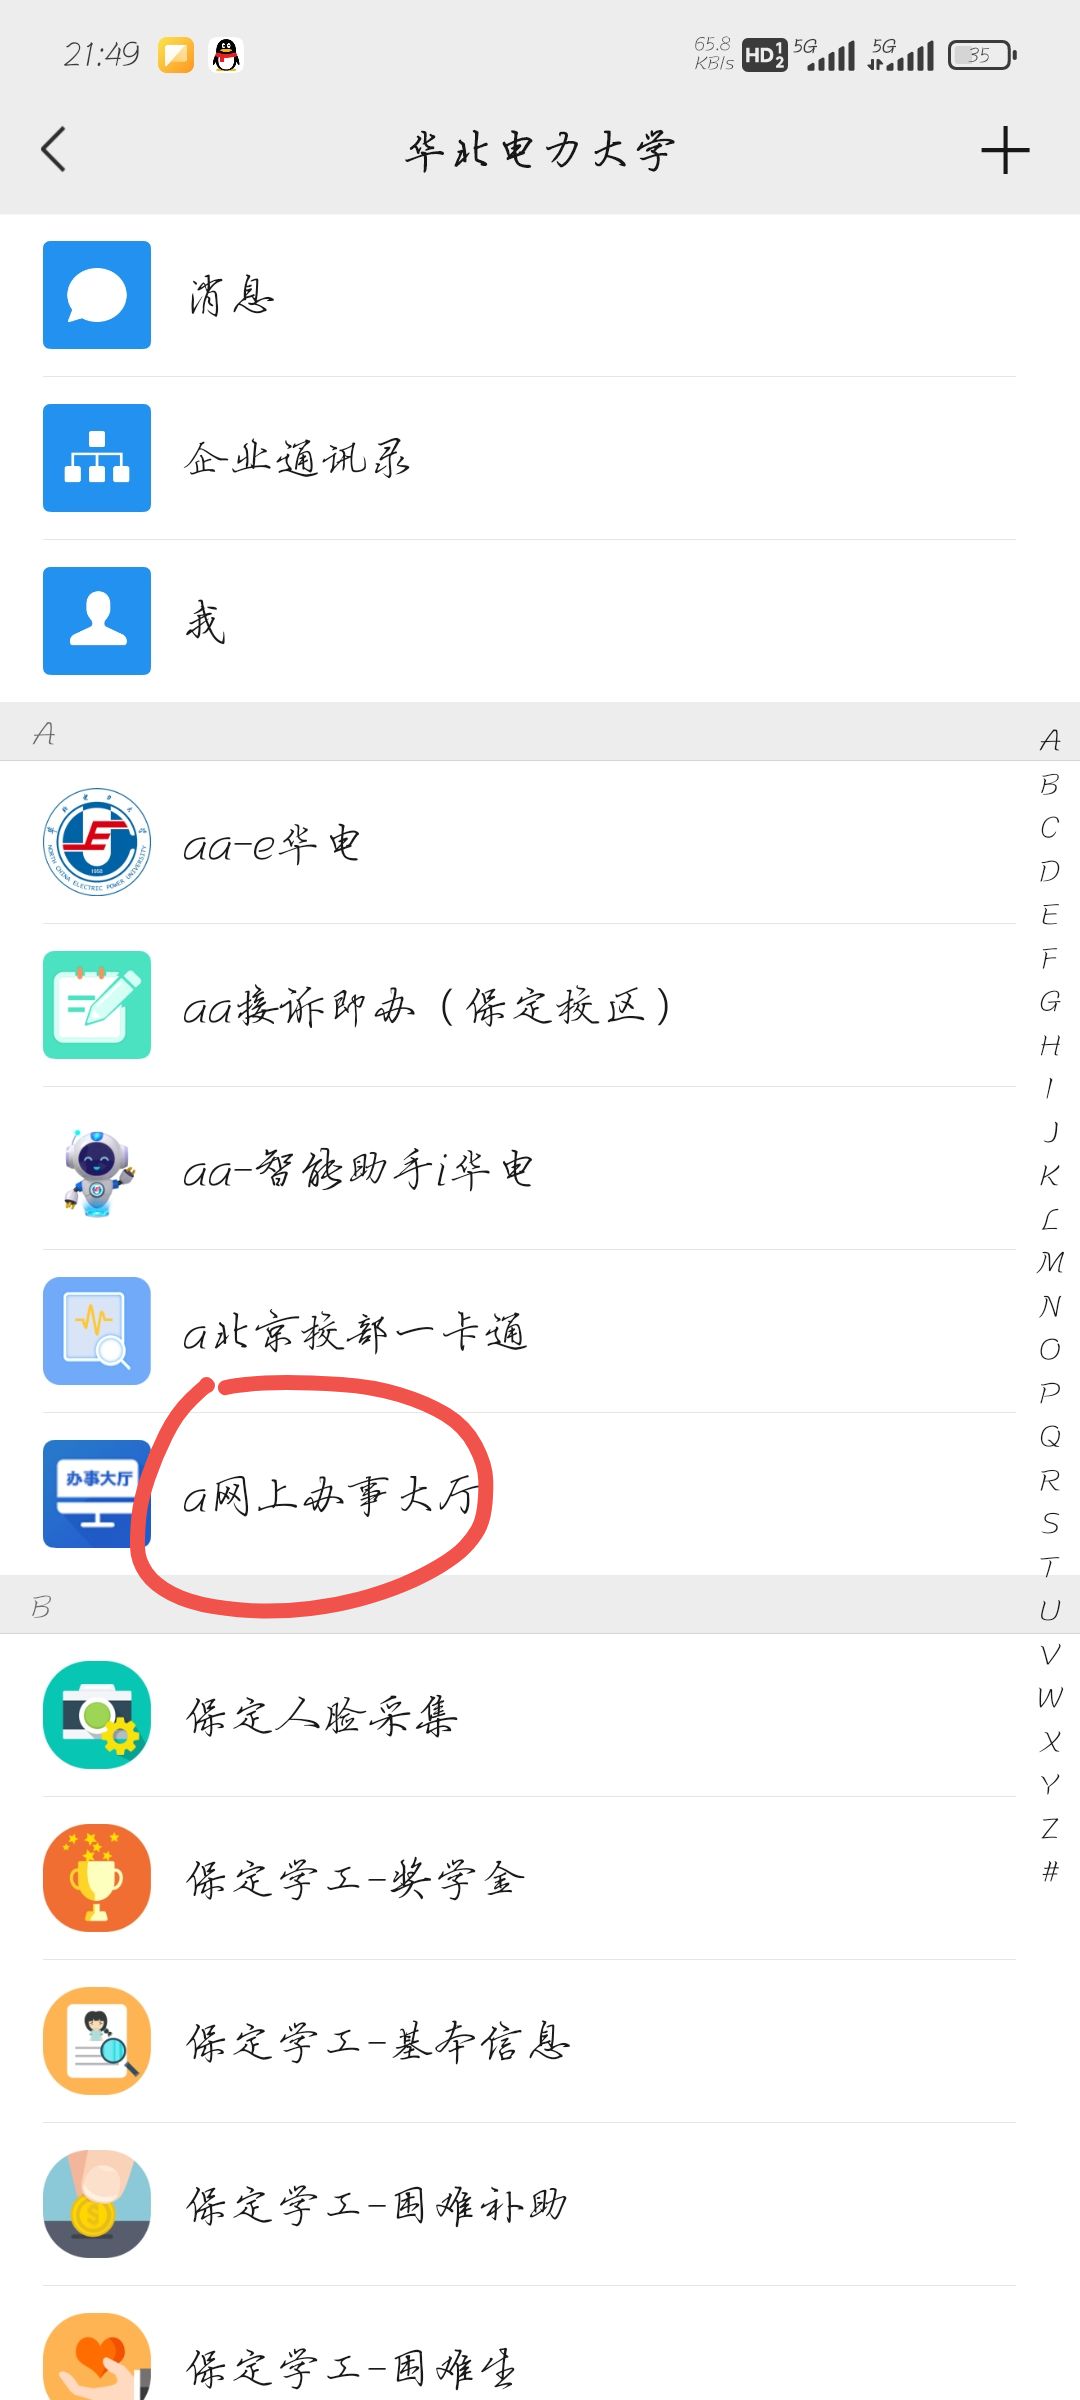 21:49
65.8 KB/s HD 1 2 5G 5G 35
华北电力大学
消息
企业通讯录
我
A
aa-e华电
aa接诉即办（保定校区）
aa-智能助手i华电
a北京校部一卡通
办事大厅
a网上办事大厅
B
保定人脸采集
保定学工-奖学金
保定学工-基本信息
保定学工-困难补助
保定学工-困难生
A
B
C
D
E
F
G
H
I
J
K
L
M
N
O
P
Q
R
S
T
U
V
W
X
Y
Z
#